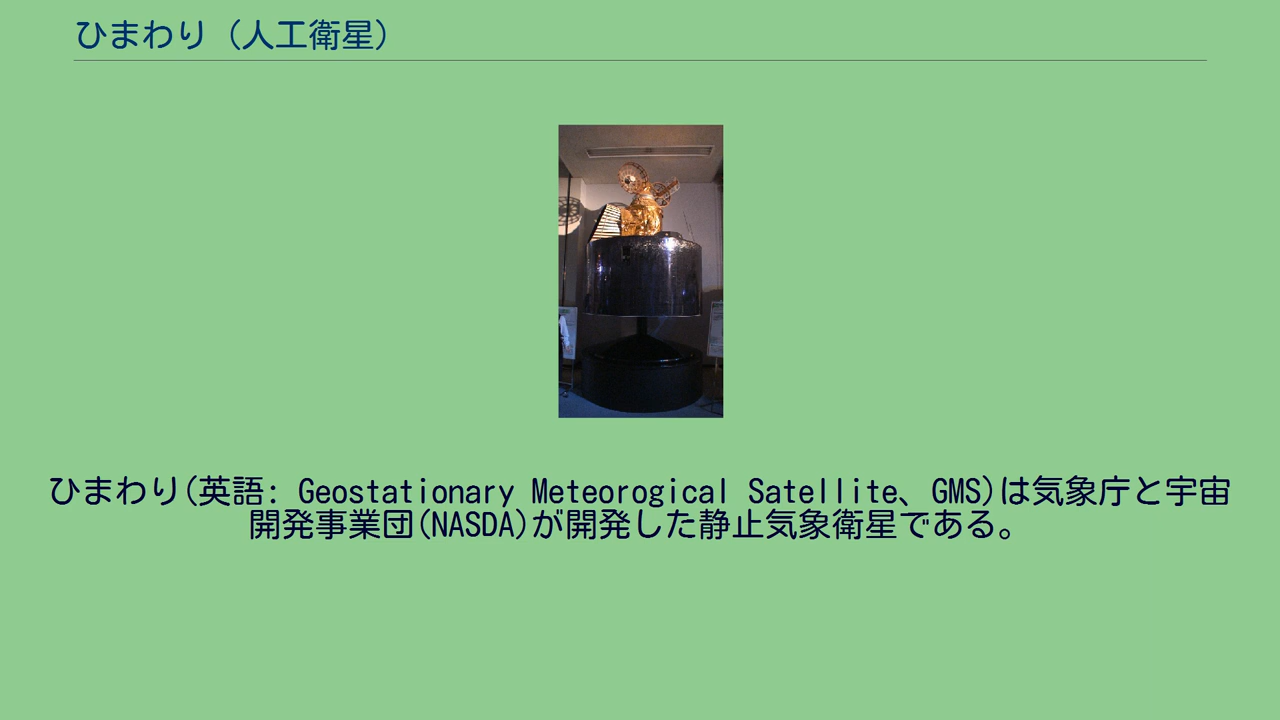 ひまわり（人工衛星）
ひまわり(英語: Geostationary Meteorogical Satellite、GMS)は気象庁と宇宙
開発事業団(NASDA)が開発した静止気象衛星である。